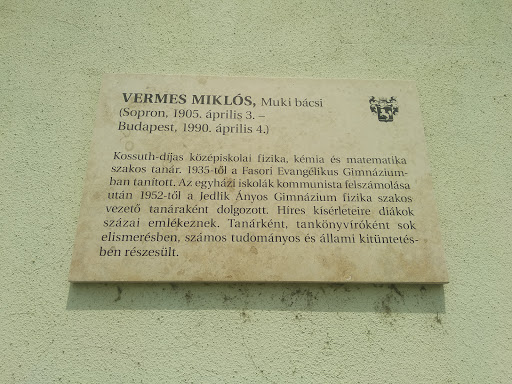 VERMES MIKLÓS, Muki bácsi
(Sopron, 1905. április 3. –
Budapest, 1990. április 4.)
Kossuth-díjas középiskolai fizika, kémia és matematika
szakos tanár. 1935-től a Fasori Evangélikus Gimnázium-
ban tanított. Az egyházi iskolák kommunista felszámolása
után 1952-től a Jedlik Ányos Gimnázium fizika szakos
vezető tanáraként dolgozott. Híres kísérleteire diákok
százai emlékeznek. Tanárként, tankönyvíróként sok
elismerésben, számos tudományos és állami kitüntetés-
ben részesült.